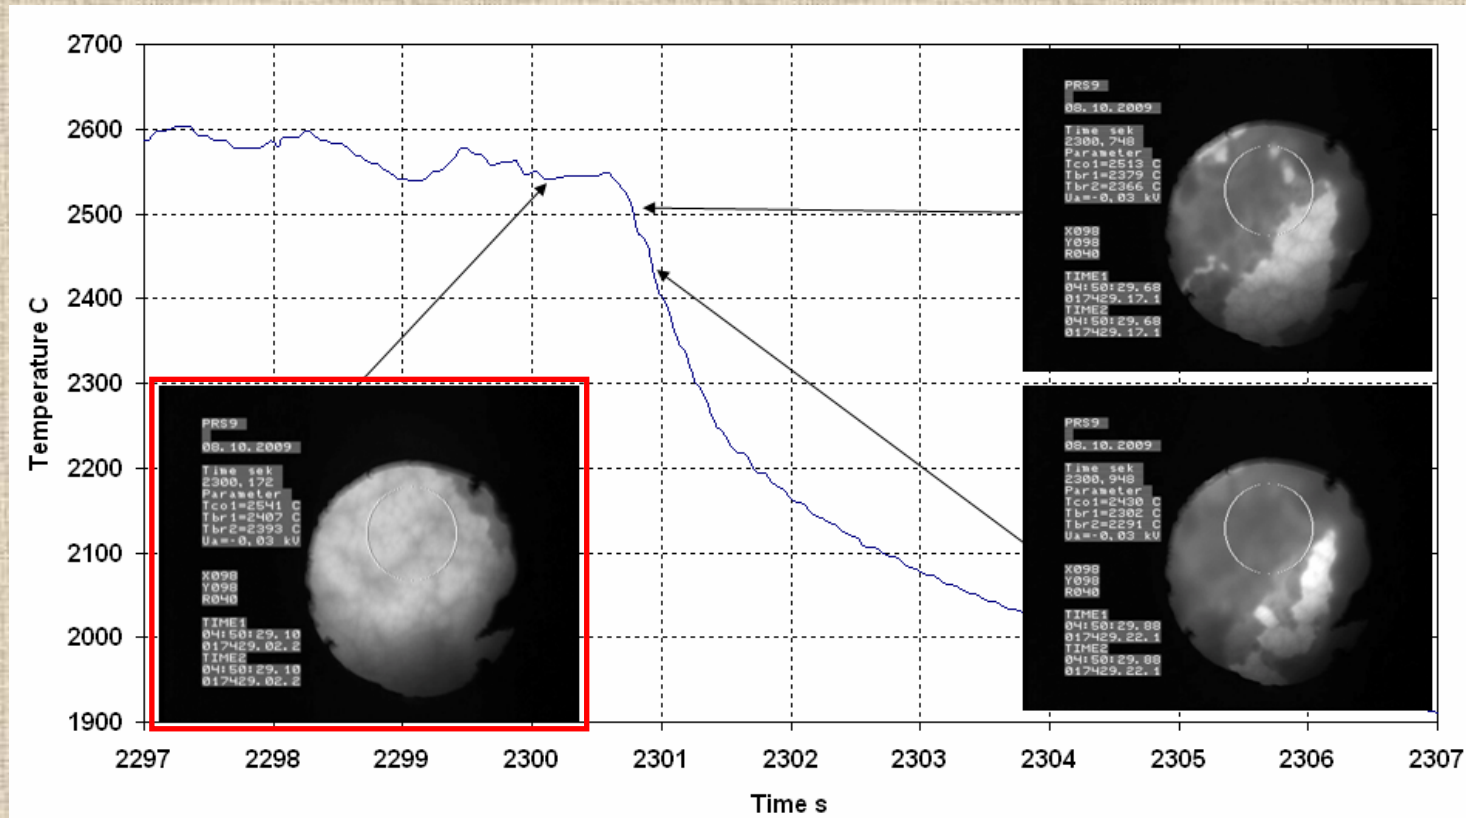 2700
2600
2500
2400
2300
2200
2100
2000
1900
Temperature C
2297
2298
2299
2300
2301
2302
2303
2304
2305
2306
2307
Time s
PRS9
08.10.2009
Time sek
2300,172
Parameter
Tco1=2541 C
Tbr1=2407 C
Tbr2=2393 C
Ua=-0,03 kV
X098
Y098
R040
TIME1
04:50:29.10
017429.02.2
TIME2
04:50:29.10
017429.02.2
PRS9
08.10.2009
Time sek
2300,748
Parameter
Tco1=2513 C
Tbr1=2379 C
Tbr2=2366 C
Ua=-0,03 kV
X098
Y098
R040
TIME1
04:50:29.68
017429.17.1
TIME2
04:50:29.68
017429.17.1
PRS9
08.10.2009
Time sek
2300,948
Parameter
Tco1=2430 C
Tbr1=2302 C
Tbr2=2291 C
Ua=-0,03 kV
X098
Y098
R040
TIME1
04:50:29.88
017429.22.1
TIME2
04:50:29.88
017429.22.1